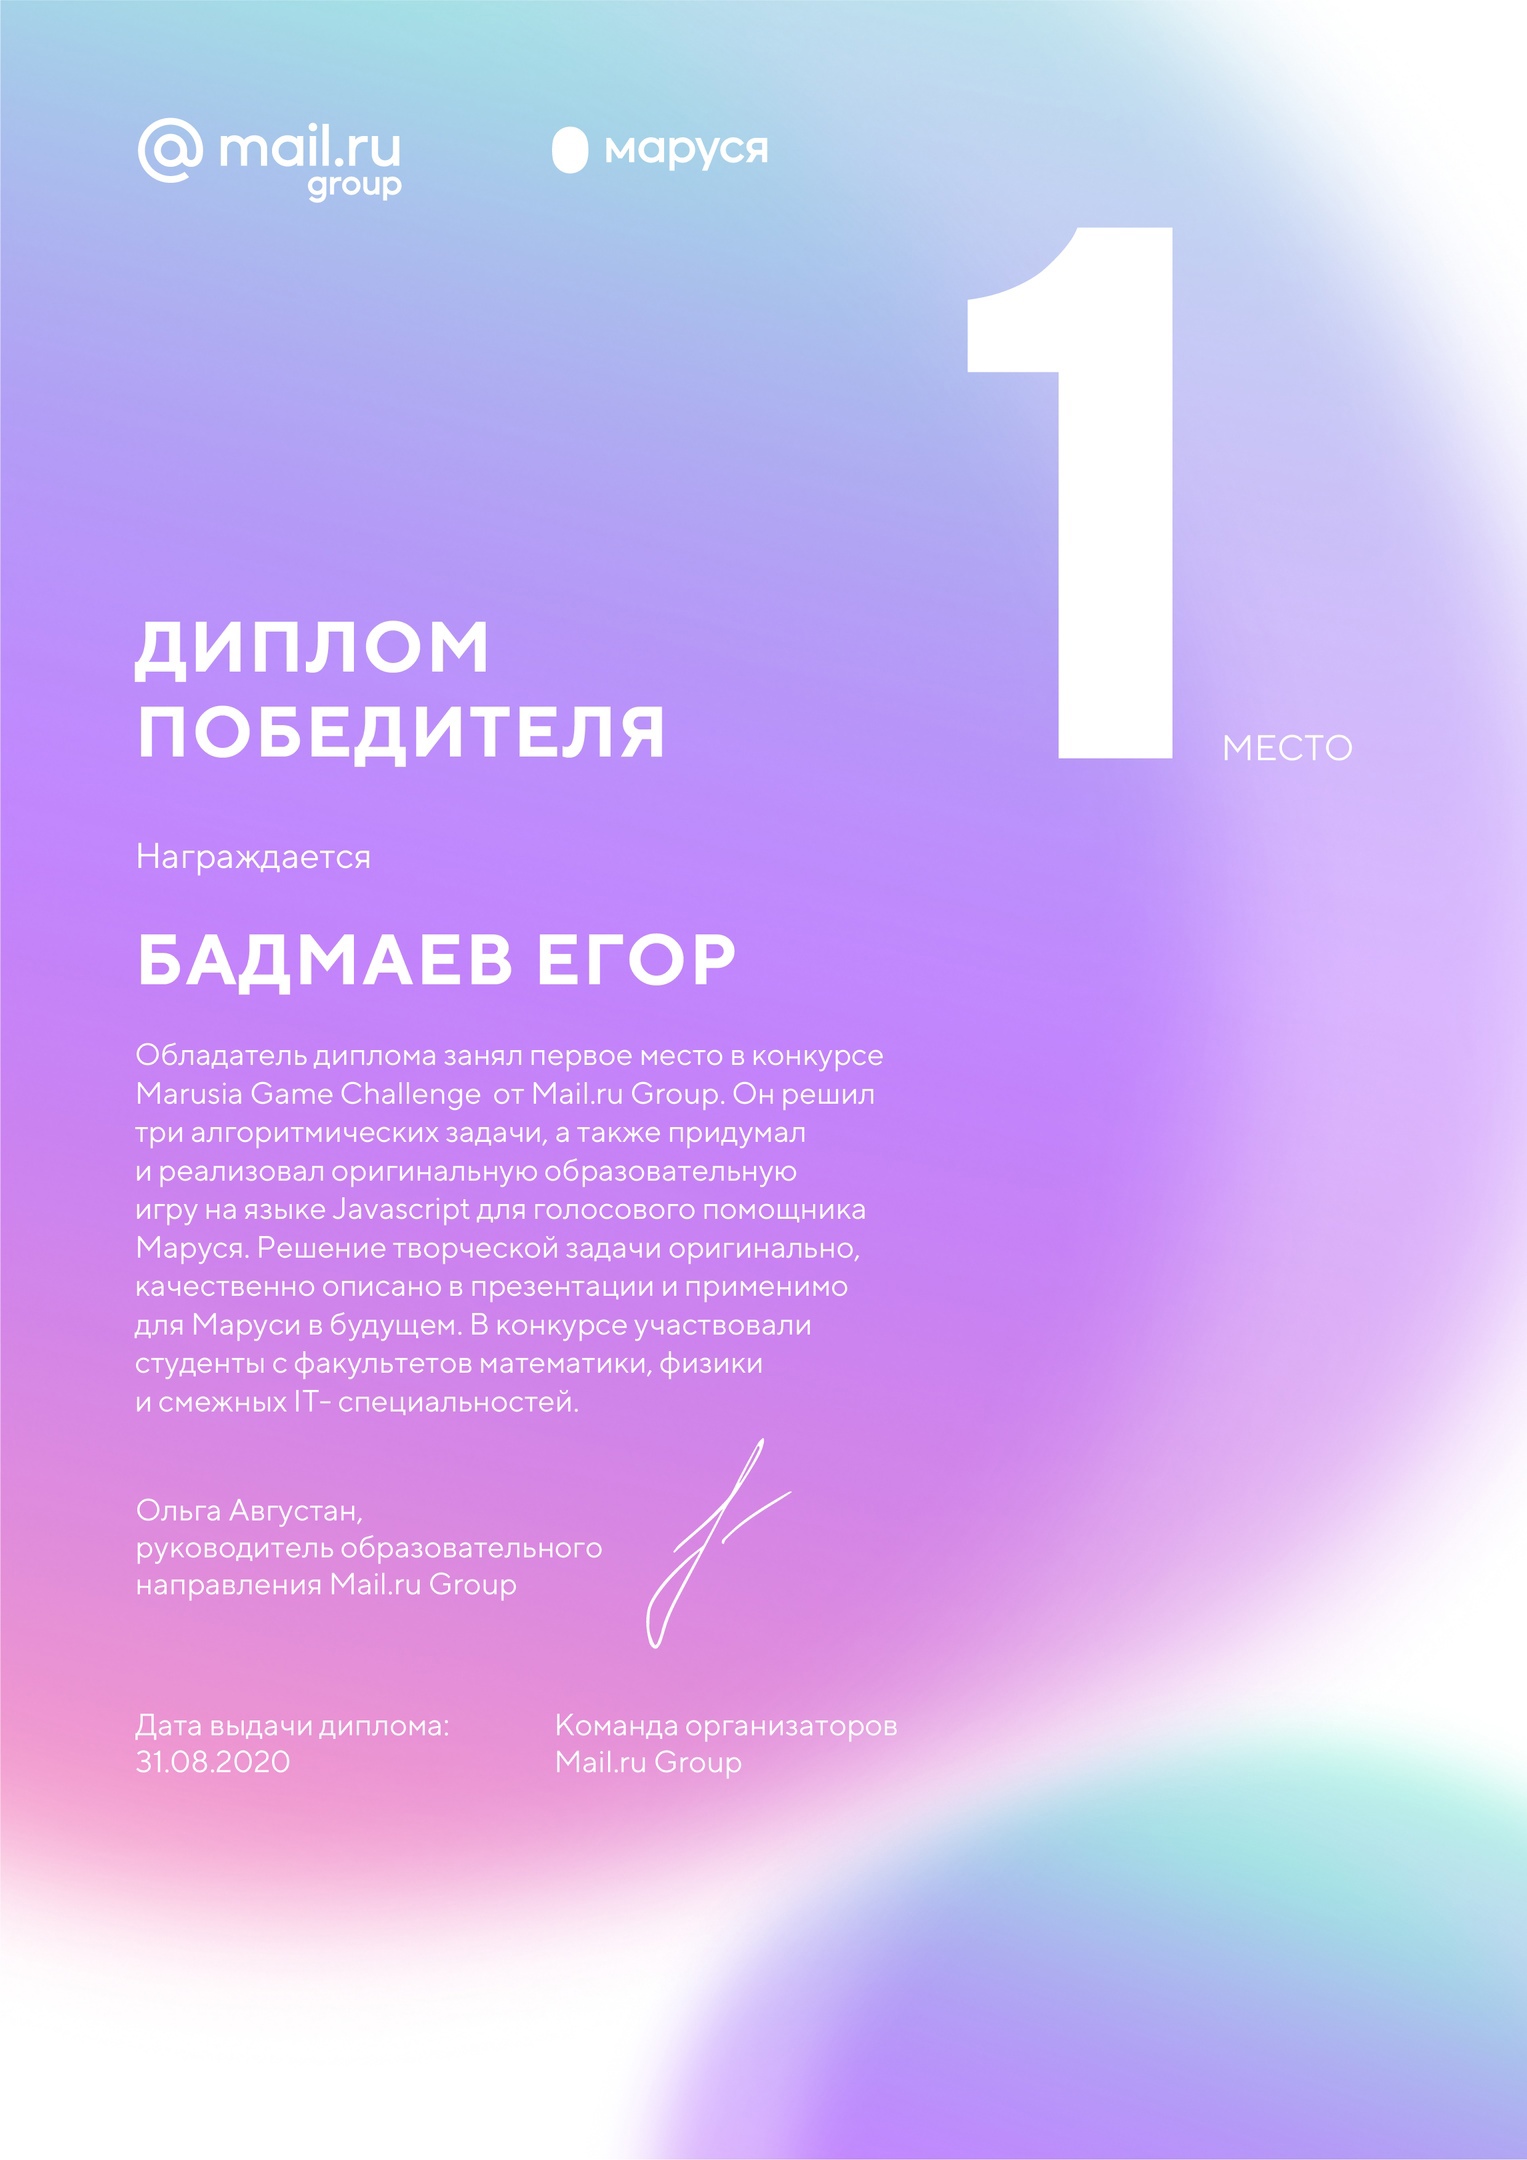 @mail.ru
group
маруся
1
МЕСТО
ДИПЛОМ
ПОБЕДИТЕЛЯ
Награждается
БАДМАЕВ ЕГОР
Обладатель диплома занял первое место в конкурсе
Marusia Game Challenge от Mail.ru Group. Он решил
три алгоритмических задачи, а также придумал
и реализовал оригинальную образовательную
игру на языке Javascript для голосового помощника
Маруся. Решение творческой задачи оригинально,
качественно описано в презентации и применимо
для Маруси в будущем. В конкурсе участвовали
студенты с факультетов математики, физики
и смежных IT- специальностей.
Ольга Августан,
руководитель образовательного
направления Mail.ru Group
Дата выдачи диплома:
31.08.2020
Команда организаторов
Mail.ru Group